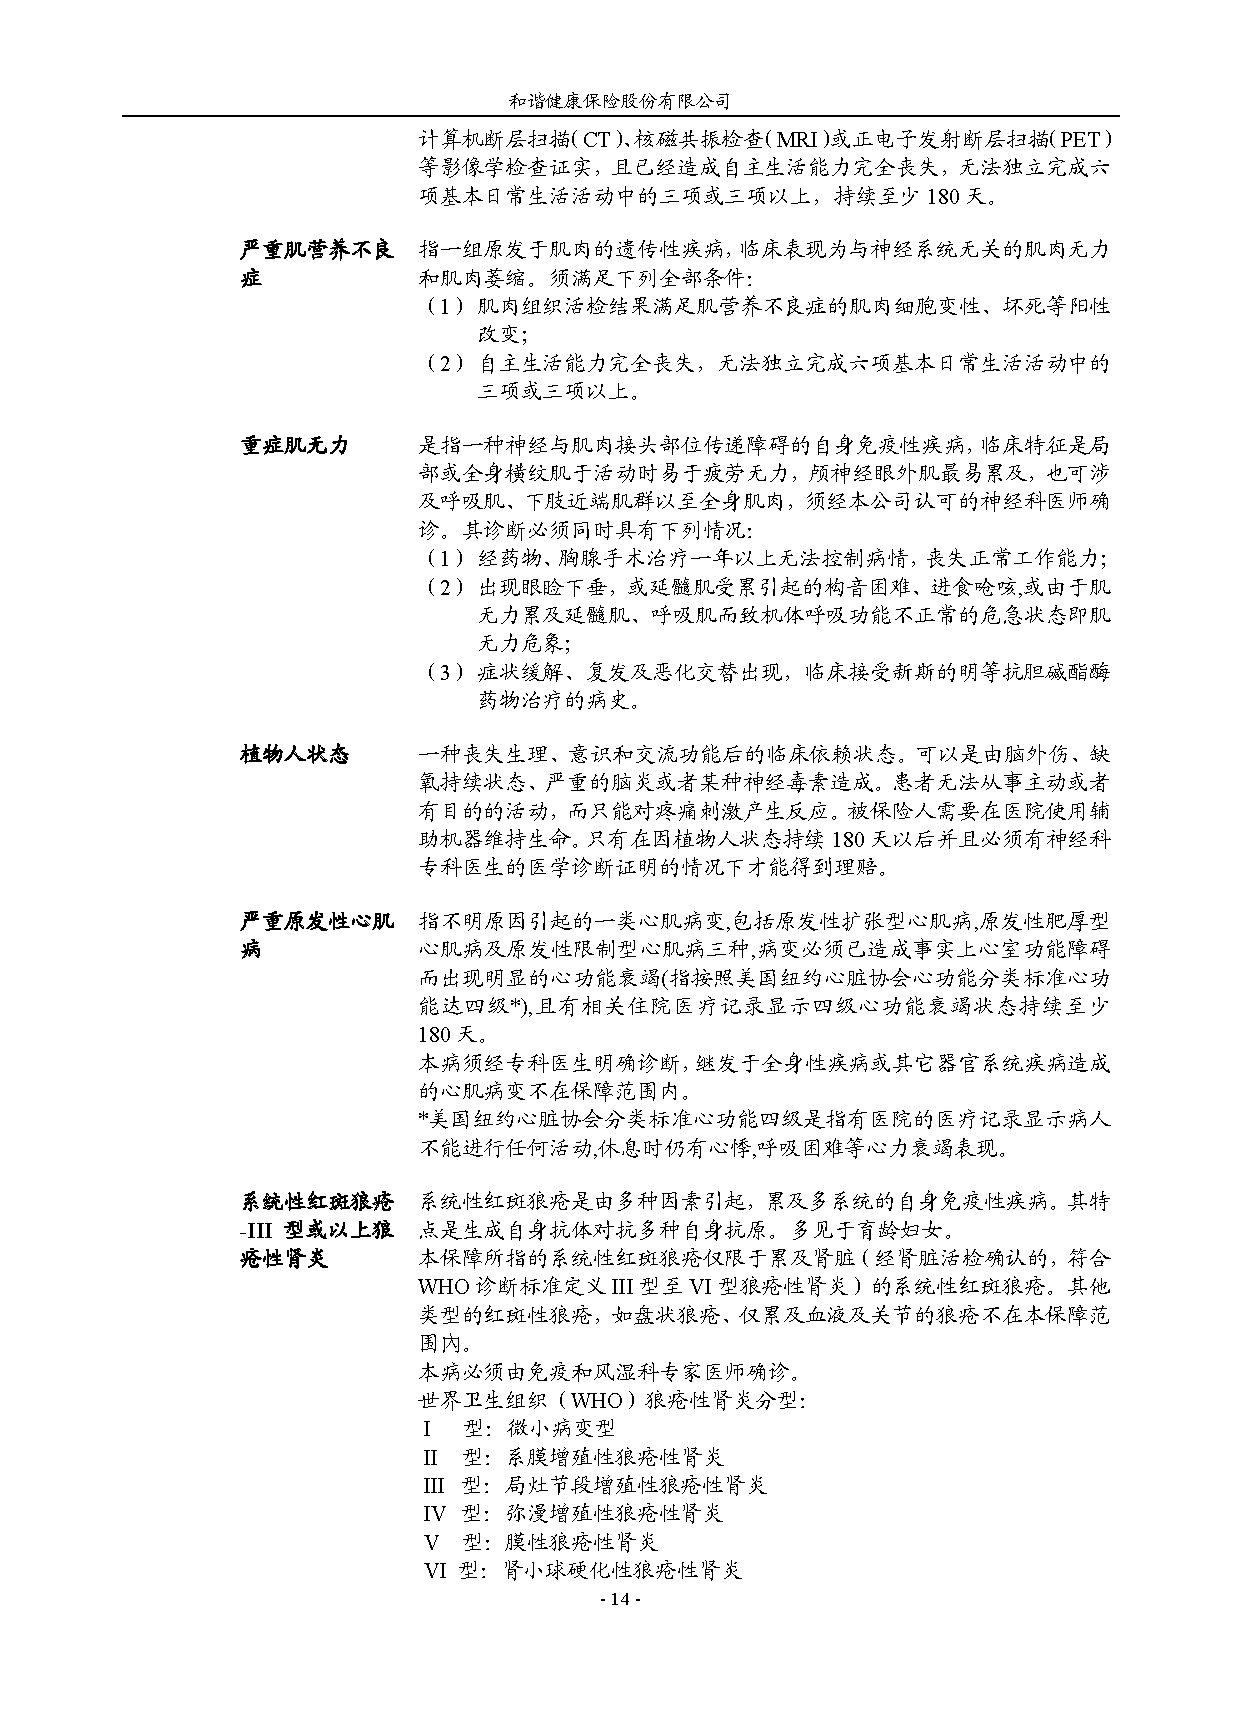 和谐健康保险股份有限公司
计算机断层扫描(CT)、核磁共振检查(MRI)或正电子发射断层扫描(PET)
等影像学检查证实，且已经造成自主生活能力完全丧失，无法独立完成六
项基本日常生活活动中的三项或三项以上，持续至少 180 天。
严重肌营养不良 指一组原发于肌肉的遗传性疾病，临床表现为与神经系统无关的肌肉无力
症 和肌肉萎缩。须满足下列全部条件：
（1）肌肉组织活检结果满足肌营养不良症的肌肉细胞变性、坏死等阳性
改变；
（2）自主生活能力完全丧失，无法独立完成六项基本日常生活活动中的
三项或三项以上。
重症肌无力 是指一种神经与肌肉接头部位传递障碍的自身免疫性疾病，临床特征是局
部或全身横纹肌于活动时易于疲劳无力，颅神经眼外肌最易累及，也可涉
及呼吸肌、下肢近端肌群以至全身肌肉，须经本公司认可的神经科医师确
诊。其诊断必须同时具有下列情况：
（1）经药物、胸腺手术治疗一年以上无法控制病情，丧失正常工作能力；
（2）出现眼睑下垂，或延髓肌受累引起的构音困难、进食呛咳,或由于肌
无力累及延髓肌、呼吸肌而致机体呼吸功能不正常的危急状态即肌
无力危象；
（3）症状缓解、复发及恶化交替出现，临床接受新斯的明等抗胆碱酯酶
药物治疗的病史。
植物人状态 一种丧失生理、意识和交流功能后的临床依赖状态。可以是由脑外伤、缺
氧持续状态、严重的脑炎或者某种神经毒素造成。患者无法从事主动或者
有目的的活动，而只能对疼痛刺激产生反应。被保险人需要在医院使用辅
助机器维持生命。只有在因植物人状态持续 180 天以后并且必须有神经科
专科医生的医学诊断证明的情况下才能得到理赔。
严重原发性心肌 指不明原因引起的一类心肌病变,包括原发性扩张型心肌病,原发性肥厚型
病 心肌病及原发性限制型心肌病三种,病变必须已造成事实上心室功能障碍
而出现明显的心功能衰竭(指按照美国纽约心脏协会心功能分类标准心功
能达四级*),且有相关住院医疗记录显示四级心功能衰竭状态持续至少
180 天。
本病须经专科医生明确诊断，继发于全身性疾病或其它器官系统疾病造成
的心肌病变不在保障范围内。
*美国纽约心脏协会分类标准心功能四级是指有医院的医疗记录显示病人
不能进行任何活动,休息时仍有心悸,呼吸困难等心力衰竭表现。
系统性红斑狼疮 系统性红斑狼疮是由多种因素引起，累及多系统的自身免疫性疾病。其特
-III 型或以上狼 点是生成自身抗体对抗多种自身抗原。多见于育龄妇女。
疮性肾炎 本保障所指的系统性红斑狼疮仅限于累及肾脏（经肾脏活检确认的，符合
WHO 诊断标准定义 III 型至 VI 型狼疮性肾炎）的系统性红斑狼疮。其他
类型的红斑性狼疮，如盘状狼疮、仅累及血液及关节的狼疮不在本保障范
围内。
本病必须由免疫和风湿科专家医师确诊。
世界卫生组织（WHO）狼疮性肾炎分型：
I 型：微小病变型
II 型：系膜增殖性狼疮性肾炎
III 型：局灶节段增殖性狼疮性肾炎
IV 型：弥漫增殖性狼疮性肾炎
V 型：膜性狼疮性肾炎
VI 型：肾小球硬化性狼疮性肾炎
- 14 -